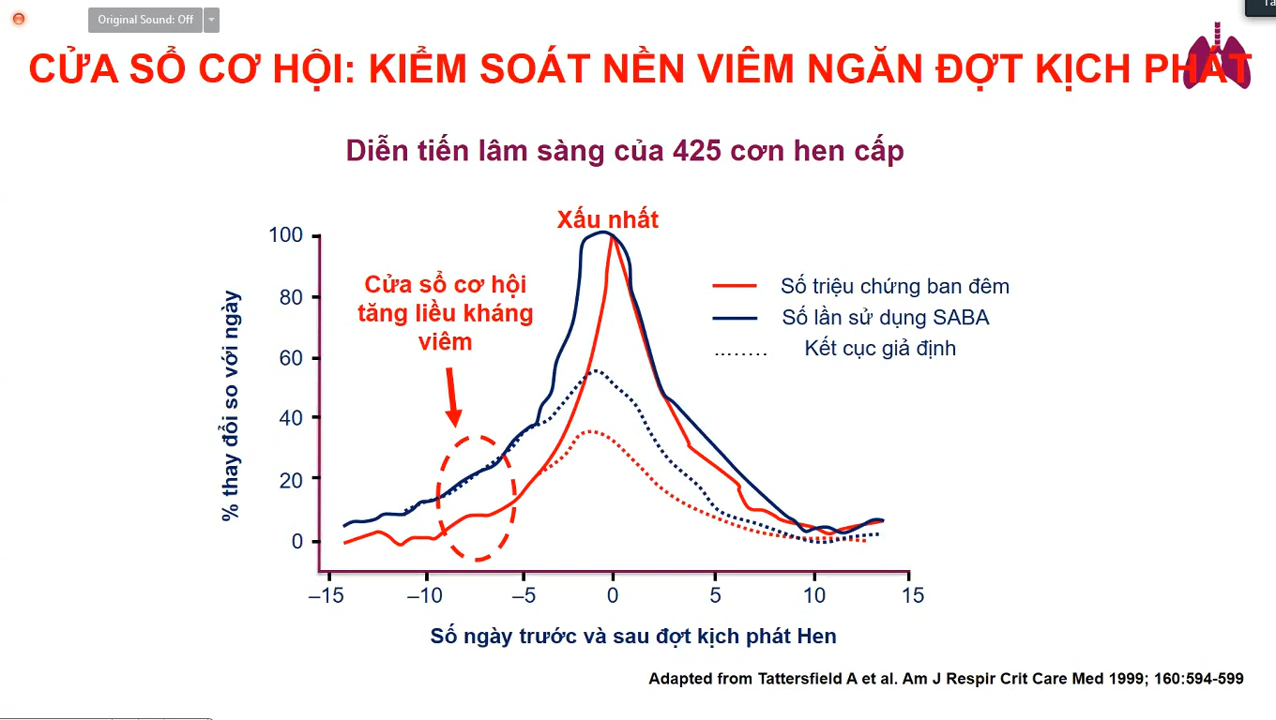 Ta
Original Sound: Off
CỬA SỔ CƠ HỘI: KIỂM SOÁT NỀN VIÊM NGĂN ĐỢT KỊCH PHÁT
Diễn tiến lâm sàng của 425 cơn hen cấp
Xấu nhất
Cửa sổ cơ hội
tăng liều kháng
viêm
Số triệu chứng ban đêm
Số lần sử dụng SABA
Kết cục giả định
% thay đổi so với ngày
100
80
60
40
20
0
–15
–10
–5
0
5
10
15
Số ngày trước và sau đợt kịch phát Hen
Adapted from Tattersfield A et al. Am J Respir Crit Care Med 1999; 160:594-599